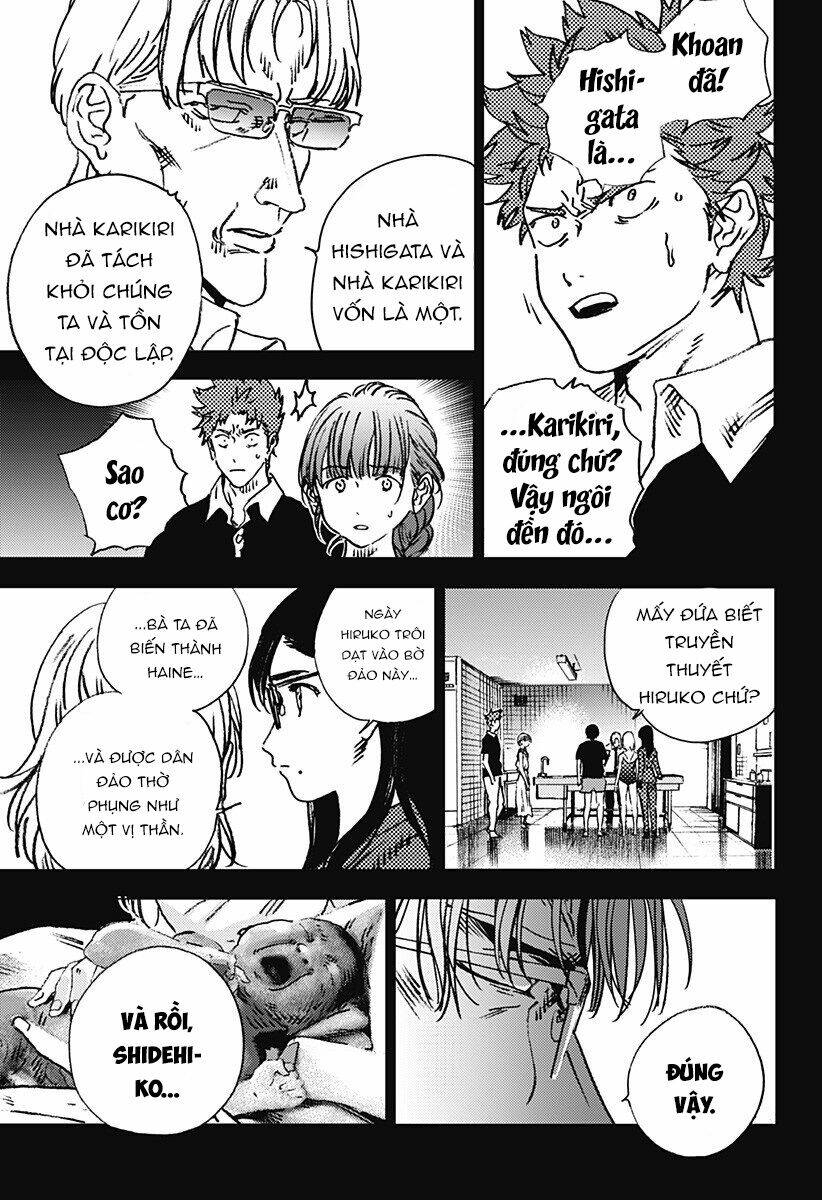 Khoan
đã!
Hishi-
gata
là...
...Karikiri,
đúng chứ?
Vậy ngôi
đền đó...
NHÀ
HISHIGATA VÀ
NHÀ KARIKIRI
VỐN LÀ MỘT.
NHÀ KARIKIRI
ĐÃ TÁCH
KHỎI CHÚNG
TA VÀ TỒN
TẠI ĐỘC LẬP.
Sao
cơ?
MẤY ĐỨA BIẾT
TRUYỀN
THUYẾT
HIRUKO CHỨ?
NGÀY
HIRUKO TRÔI
DẠT VÀO BỜ
ĐẢO NÀY...
...BÀ TA ĐÃ
BIẾN THÀNH
HAINE...
...VÀ ĐƯỢC DÂN
ĐẢO THỜ
PHỤNG NHƯ
MỘT VỊ THẦN.
ĐÚNG
VẬY.
VÀ RỒI,
SHIDEHI-
KO...